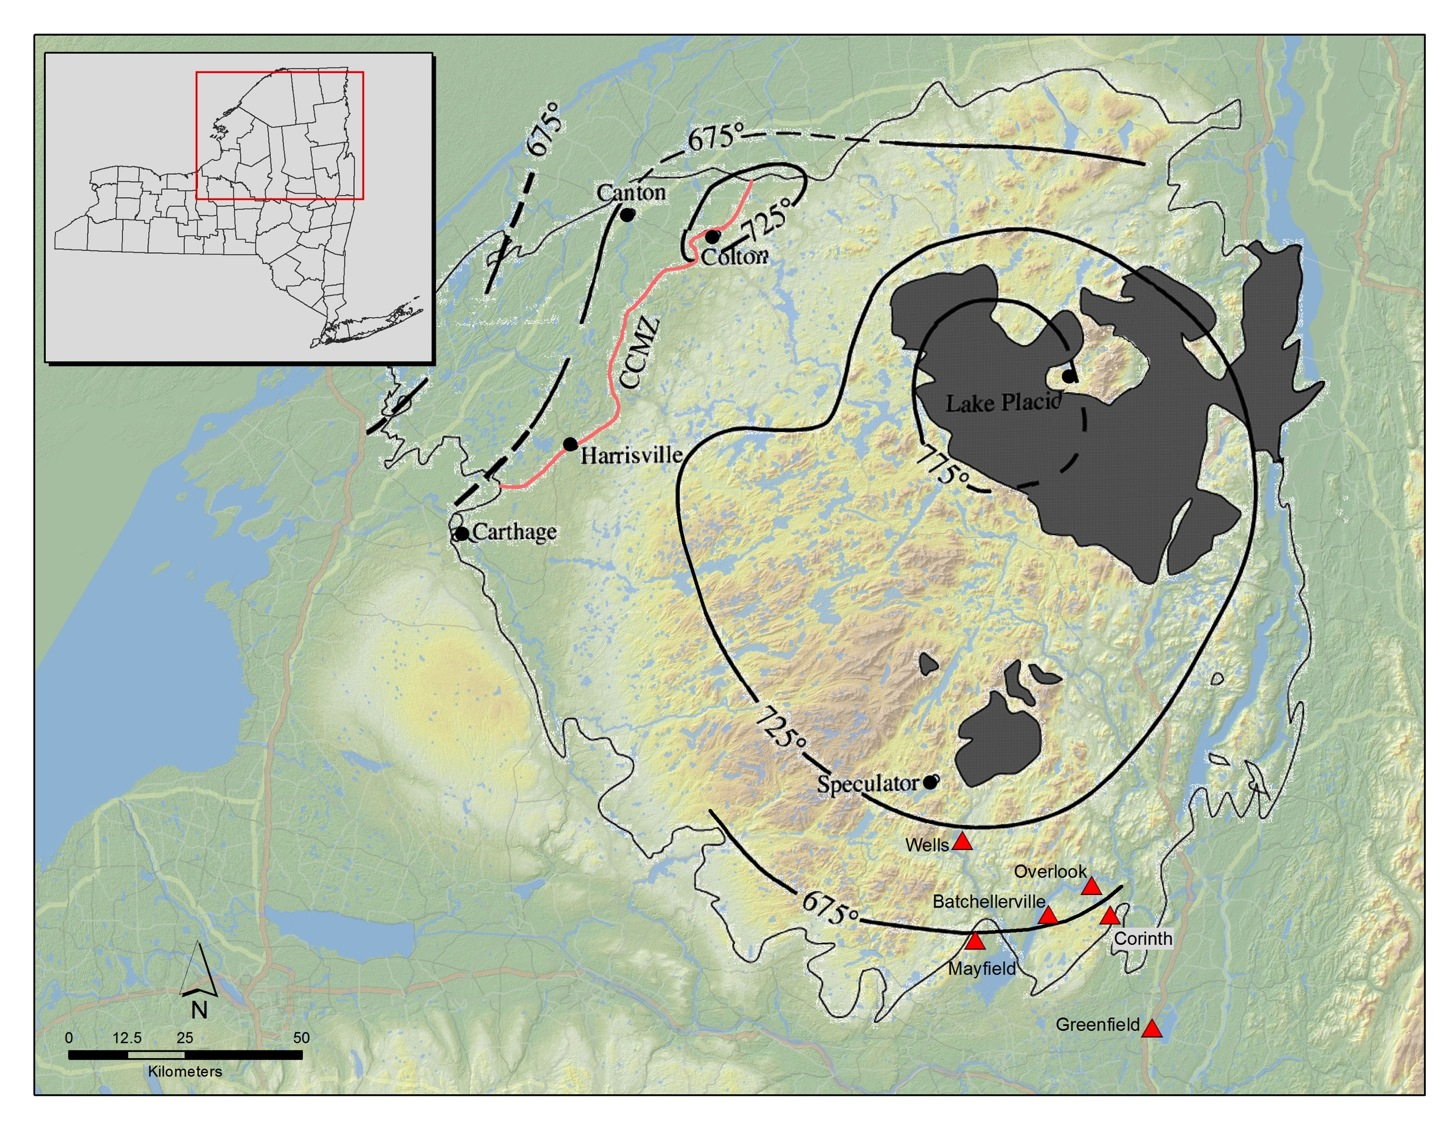 675°
675°
Canton
725°
Colton
CCMZ
Lake Placid
Harrisville
775°
Carthage
725°
Speculator
Wells
Overlook
675°
Batchellerville
Corinth
Mayfield
N
Greenfield
0 12.5 25 50
Kilometers